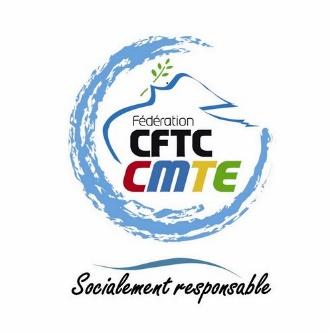 Fédération
CFTC
CMTE
Socialement responsable